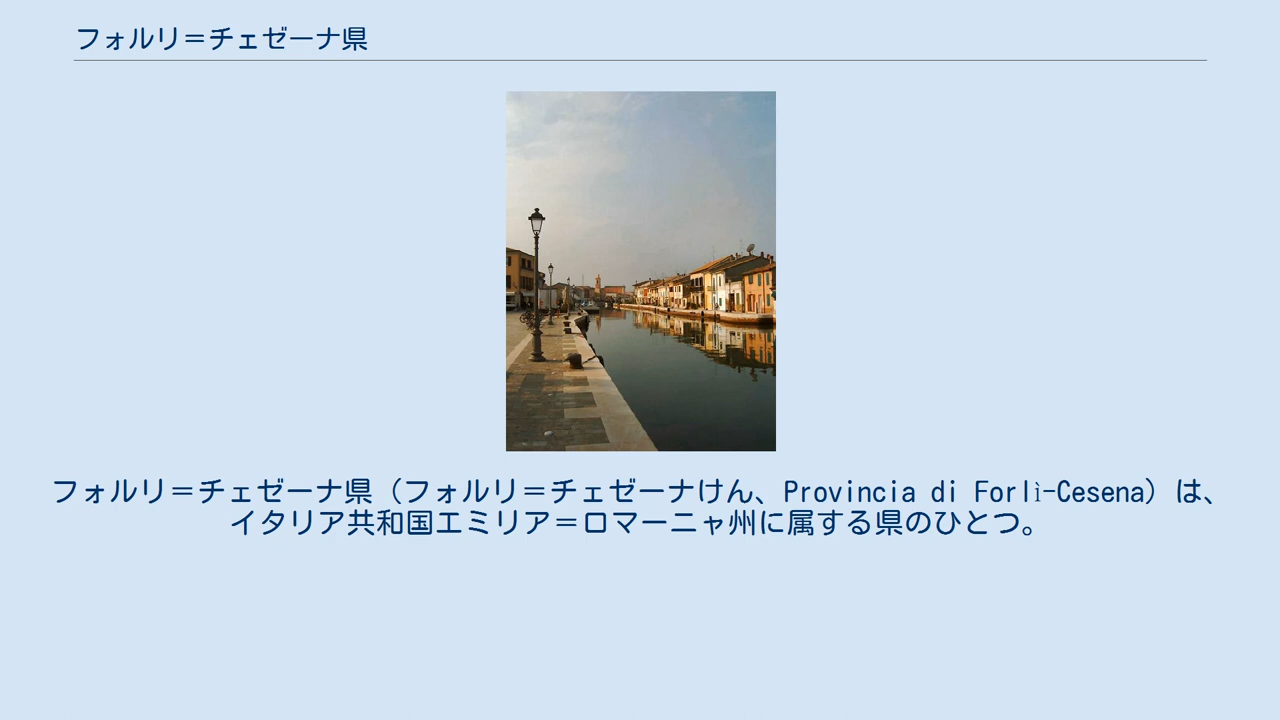 フォルリ＝チェゼーナ県
フォルリ＝チェゼーナ県（フォルリ＝チェゼーナけん、Provincia di Forlì-Cesena）は、
イタリア共和国エミリア＝ロマーニャ州に属する県のひとつ。